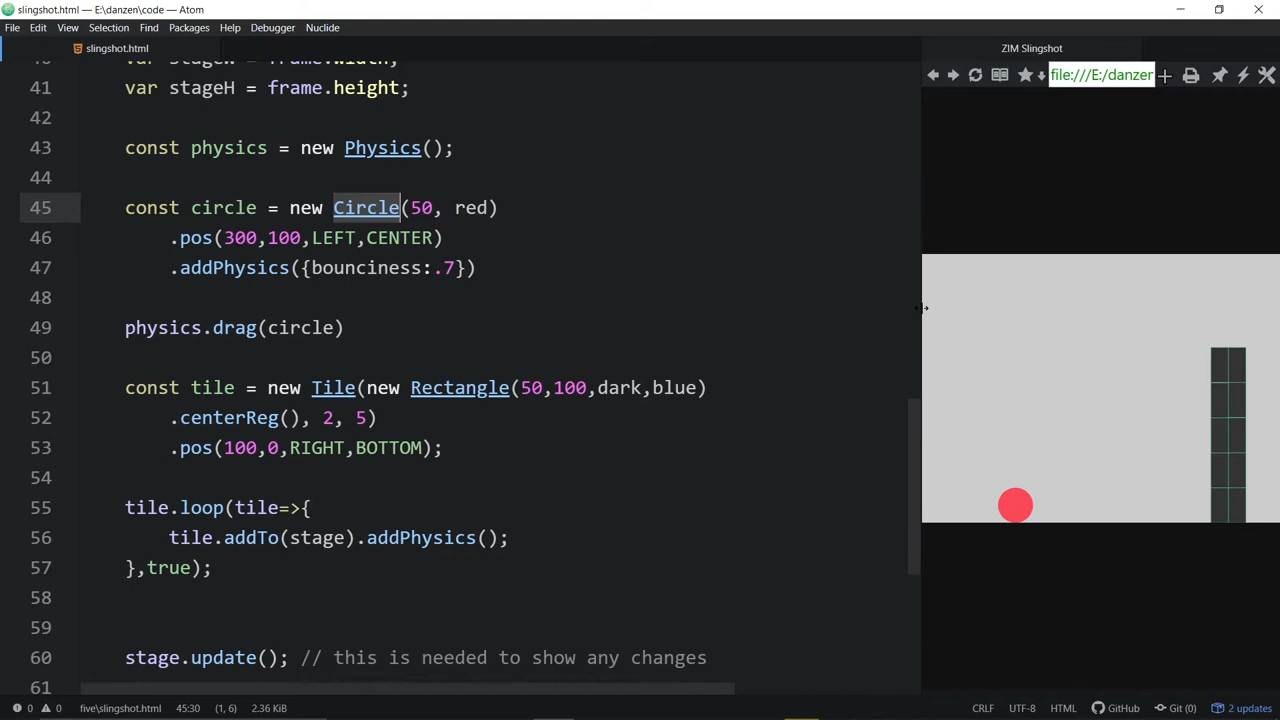 slingshot.html — E:\danzen\code — Atom
File Edit View Selection Find Packages Help Debugger Nuclide
slingshot.html
ZIM Slingshot
file:///E:/danzer
40 var stageW = frame.width;
41 var stageH = frame.height;
42
43 const physics = new Physics();
44
45 const circle = new Circle(50, red)
46 .pos(300,100,LEFT,CENTER)
47 .addPhysics({bounciness:.7})
48
49 physics.drag(circle)
50
51 const tile = new Tile(new Rectangle(50,100,dark,blue)
52 .centerReg(), 2, 5)
53 .pos(100,0,RIGHT,BOTTOM);
54
55 tile.loop(tile=>{
56 tile.addTo(stage).addPhysics();
57 },true);
58
59
60 stage.update(); // this is needed to show any changes
61
0 0 five\slingshot.html 45:30 (1, 6) 2.36 KiB CRLF UTF-8 HTML GitHub Git (0) 2 updates